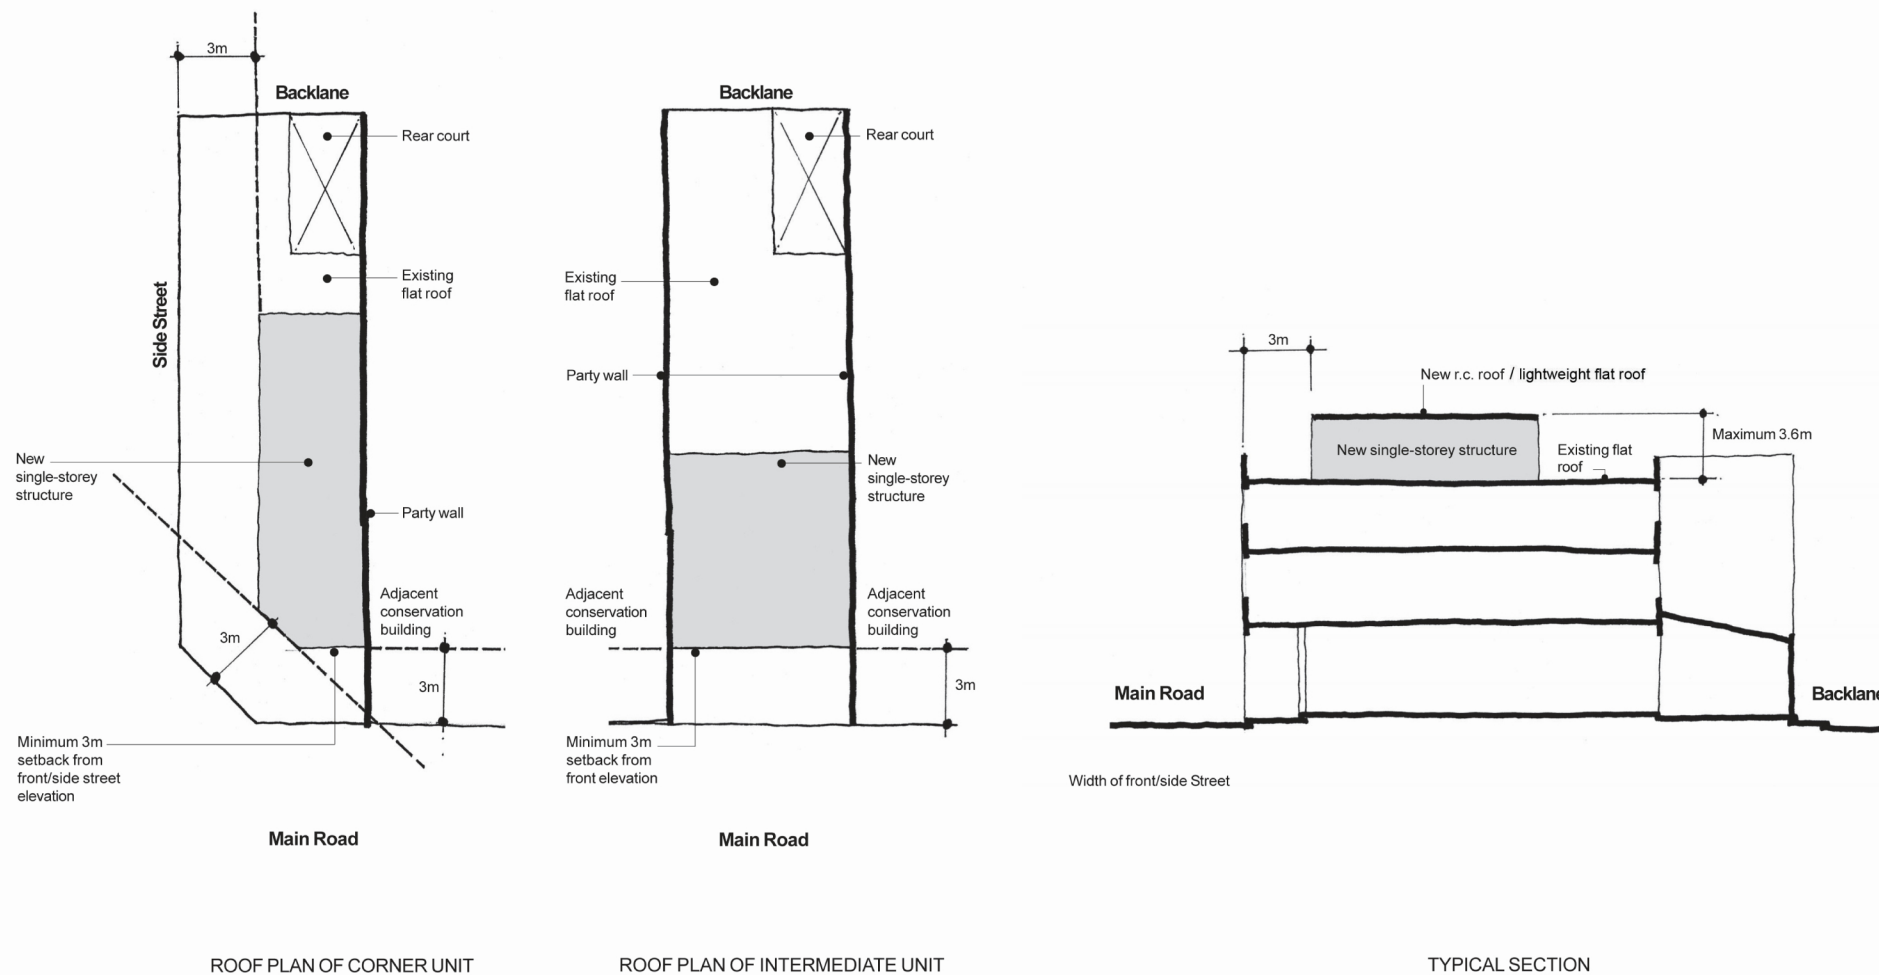 3m
Backlane
Rear court
Existing
flat roof
Side Street
New
single-storey
structure
Party wall
Adjacent
conservation
building
3m
3m
Minimum 3m
setback from
front/side street
elevation
Main Road
ROOF PLAN OF CORNER UNIT
Backlane
Rear court
Existing
flat roof
Party wall
New
single-storey
structure
Adjacent
conservation
building
Adjacent
conservation
building
3m
Minimum 3m
setback from
front elevation
Main Road
ROOF PLAN OF INTERMEDIATE UNIT
3m
New r.c. roof / lightweight flat roof
Maximum 3.6m
New single-storey structure
Existing flat
roof
Main Road
Backlane
Width of front/side Street
TYPICAL SECTION